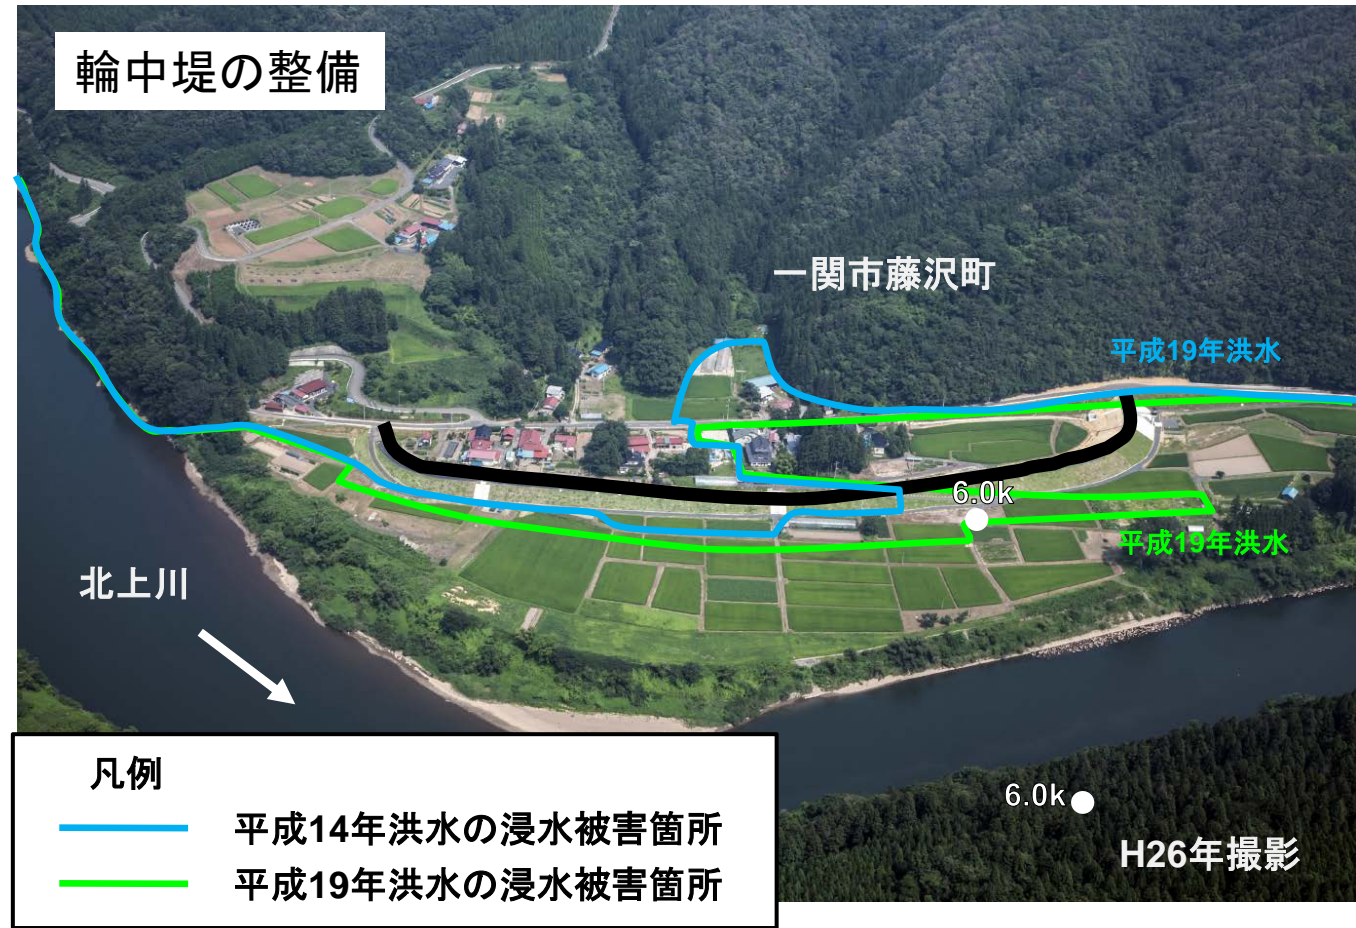 輪中堤の整備
一関市藤沢町
平成19年洪水
6.0k
平成19年洪水
北上川
凡例
平成14年洪水の浸水被害箇所
平成19年洪水の浸水被害箇所
6.0k
H26年撮影